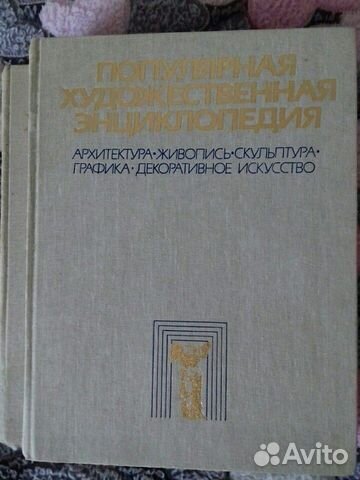 ПОПУЛЯРНАЯ
ХУДОЖЕСТВЕННАЯ
ЭНЦИКЛОПЕДИЯ
АРХИТЕКТУРА•ЖИВОПИСЬ•СКУЛЬПТУРА•
ГРАФИКА•ДЕКОРАТИВНОЕ ИСКУССТВО
Avito